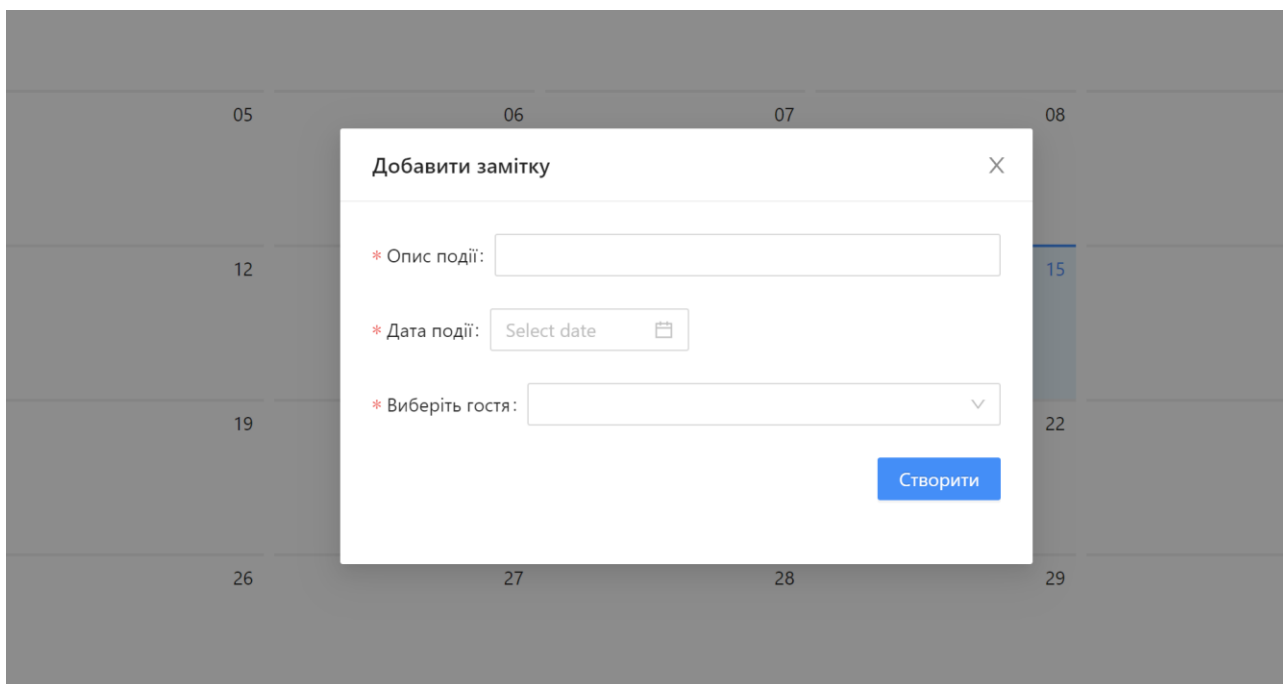 05 06 07 08
Добавити замітку
* Опис події:
12 15
* Дата події: Select date
* Виберіть гостя:
19 22
Створити
26 27 28 29